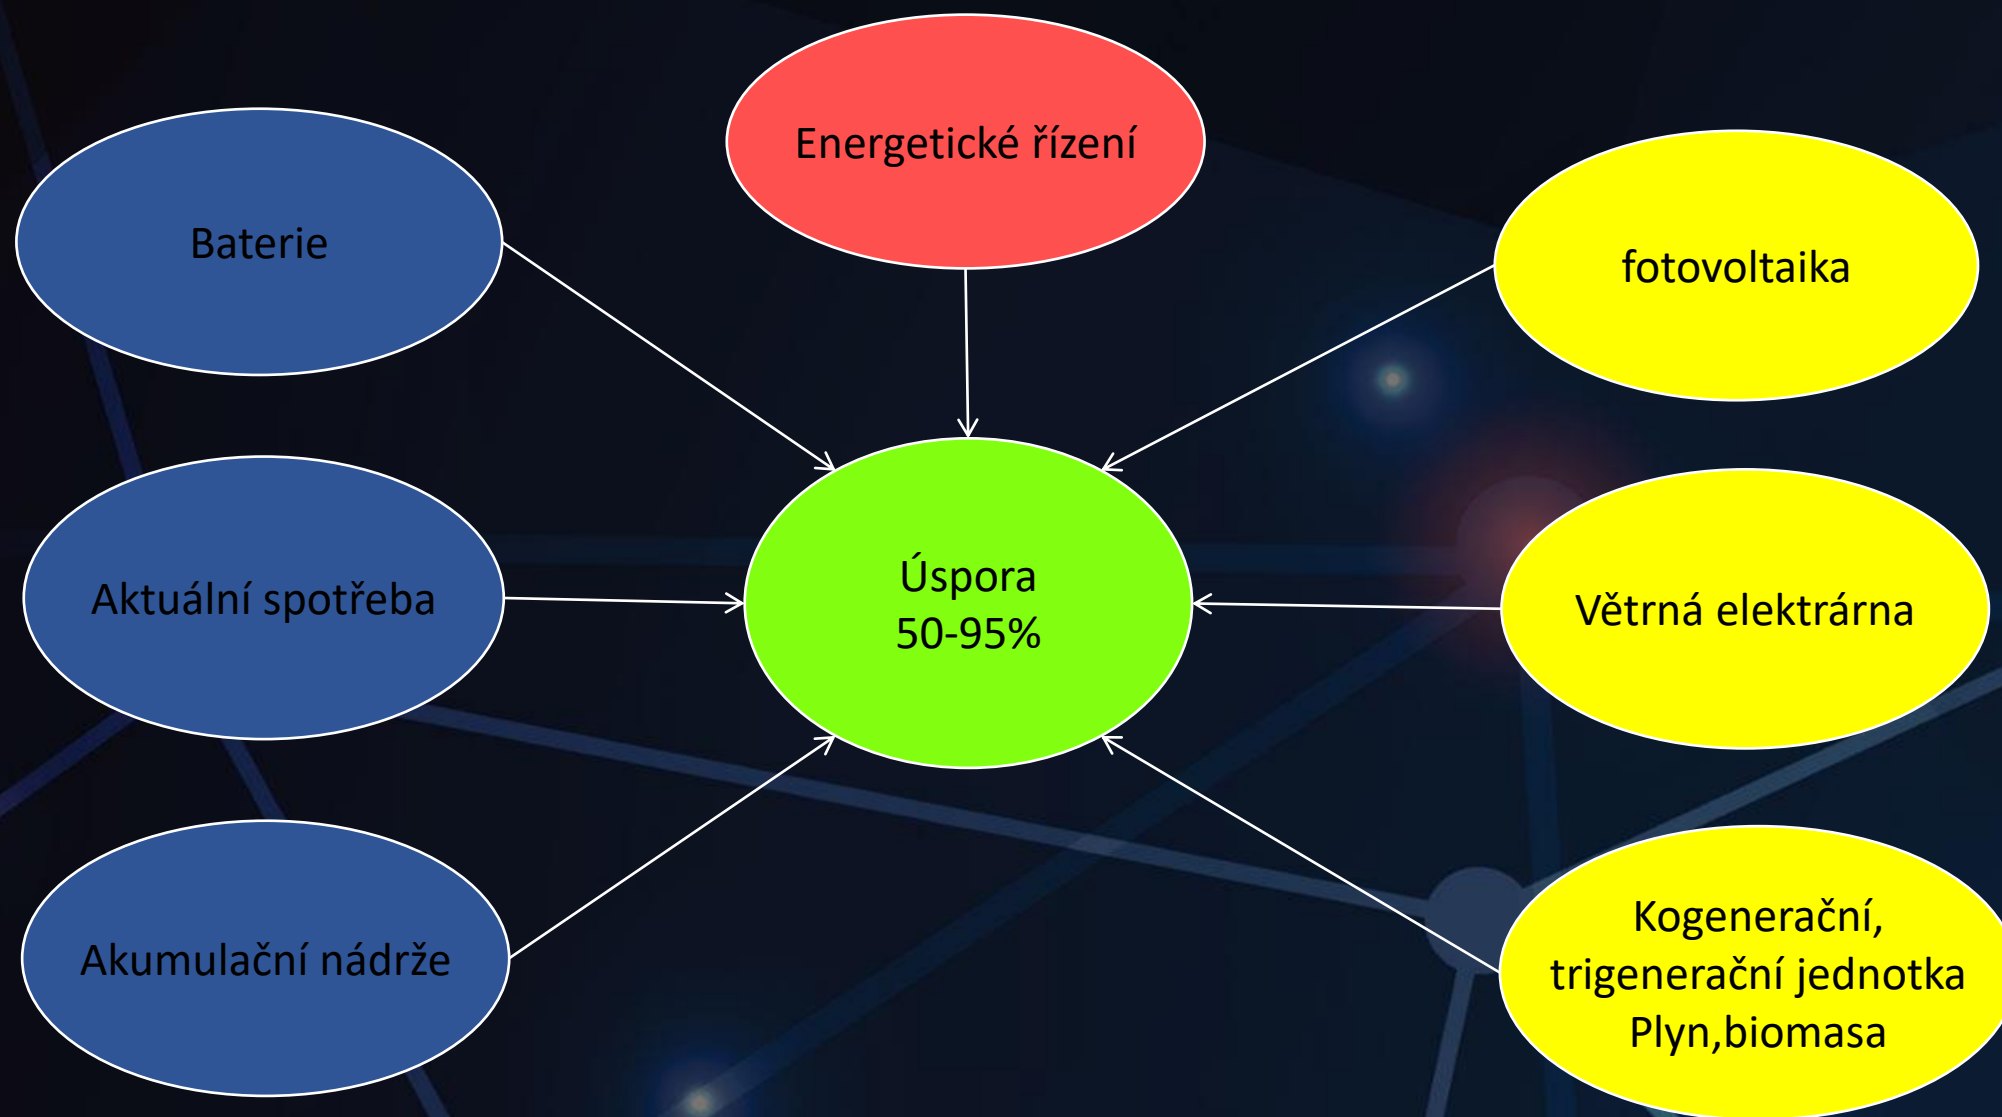 Energetické řízení
Baterie
fotovoltaika
Aktuální spotřeba
Úspora
50-95%
Větrná elektrárna
Akumulační nádrže
Kogenerační,
trigenerační jednotka
Plyn,biomasa